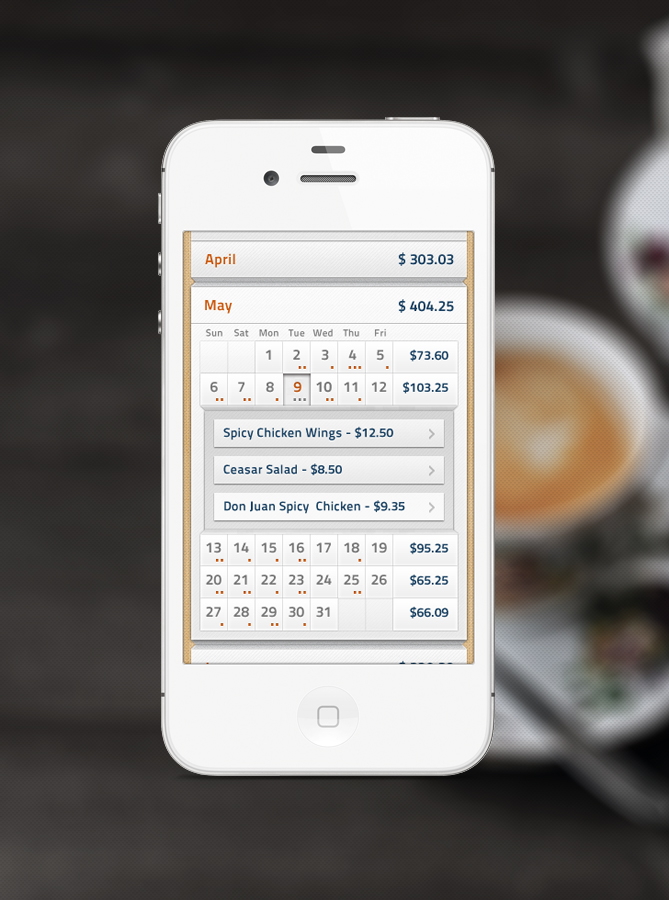 April $ 303.03
May $ 404.25
Sun Sat Mon Tue Wed Thu Fri
1 2 3 4 5 $73.60
6 7 8 9 10 11 12 $103.25
Spicy Chicken Wings - $12.50
Ceasar Salad - $8.50
Don Juan Spicy Chicken - $9.35
13 14 15 16 17 18 19 $95.25
20 21 22 23 24 25 26 $65.25
27 28 29 30 31 $66.09